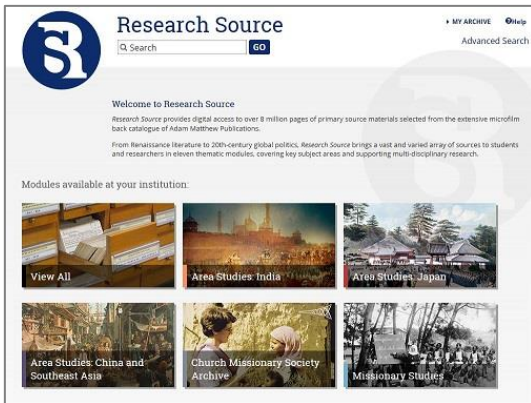 SR
Research Source
MY ARCHIVE Help
Search GO
Advanced Search
Welcome to Research Source
Research Source provides digital access to over 8 million pages of primary source materials selected from the extensive microfilm
back catalogue of Adam Matthew Publications.
From Renaissance literature to 20th-century global politics, Research Source brings a vast and varied array of sources to students
and researchers in eleven thematic modules, covering key subject areas and supporting multi-disciplinary research.
Modules available at your institution:
View All
Area Studies: India
Area Studies: Japan
Area Studies: China and
Southeast Asia
Church Missionary Society
Archive
Missionary Studies